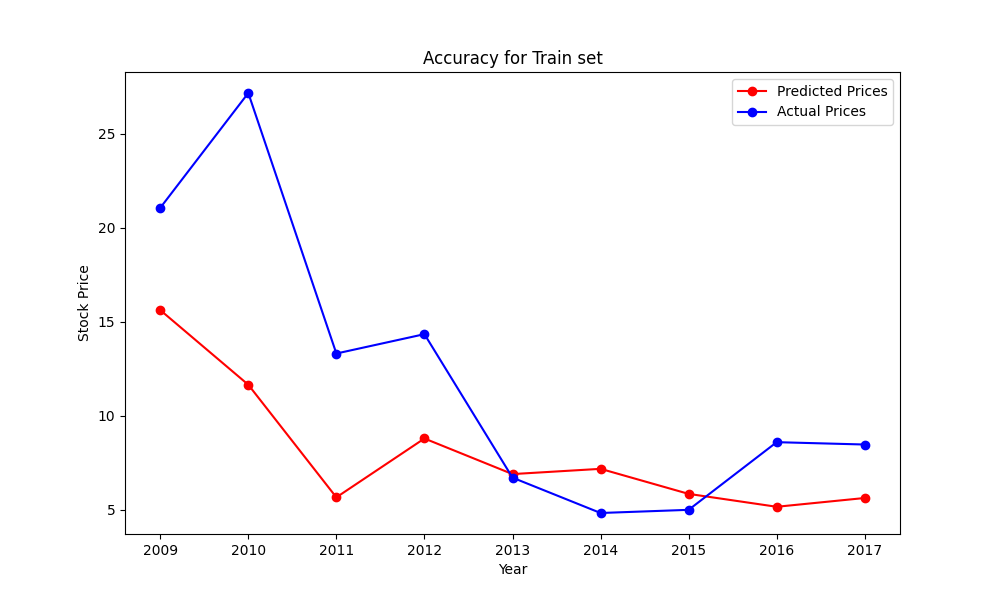 Accuracy for Train set
Predicted Prices
Actual Prices
Stock Price
25
20
15
10
5
2009 2010 2011 2012 2013 2014 2015 2016 2017
Year